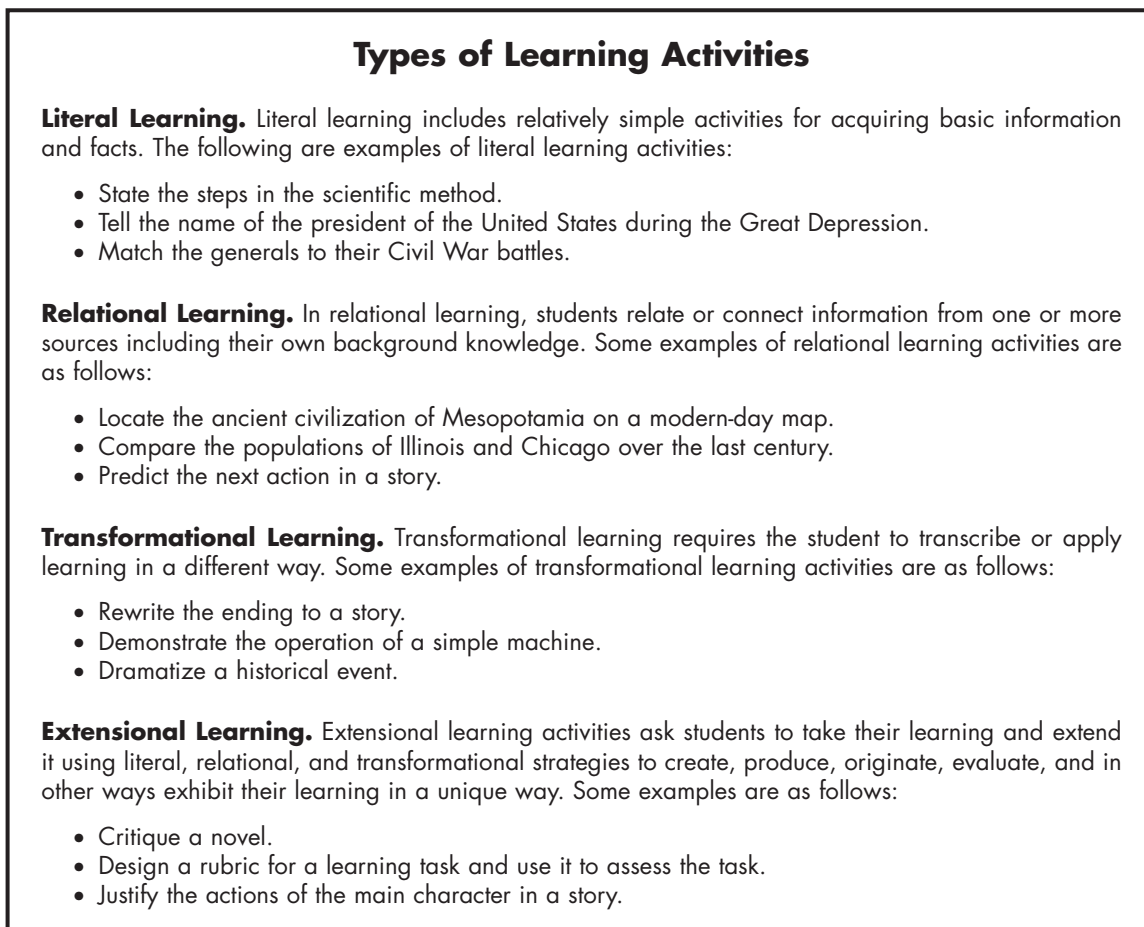 Types of Learning Activities
Literal Learning. Literal learning includes relatively simple activities for acquiring basic information
and facts. The following are examples of literal learning activities:
• State the steps in the scientific method.
• Tell the name of the president of the United States during the Great Depression.
• Match the generals to their Civil War battles.
Relational Learning. In relational learning, students relate or connect information from one or more
sources including their own background knowledge. Some examples of relational learning activities are
as follows:
• Locate the ancient civilization of Mesopotamia on a modern-day map.
• Compare the populations of Illinois and Chicago over the last century.
• Predict the next action in a story.
Transformational Learning. Transformational learning requires the student to transcribe or apply
learning in a different way. Some examples of transformational learning activities are as follows:
• Rewrite the ending to a story.
• Demonstrate the operation of a simple machine.
• Dramatize a historical event.
Extensional Learning. Extensional learning activities ask students to take their learning and extend
it using literal, relational, and transformational strategies to create, produce, originate, evaluate, and in
other ways exhibit their learning in a unique way. Some examples are as follows:
• Critique a novel.
• Design a rubric for a learning task and use it to assess the task.
• Justify the actions of the main character in a story.